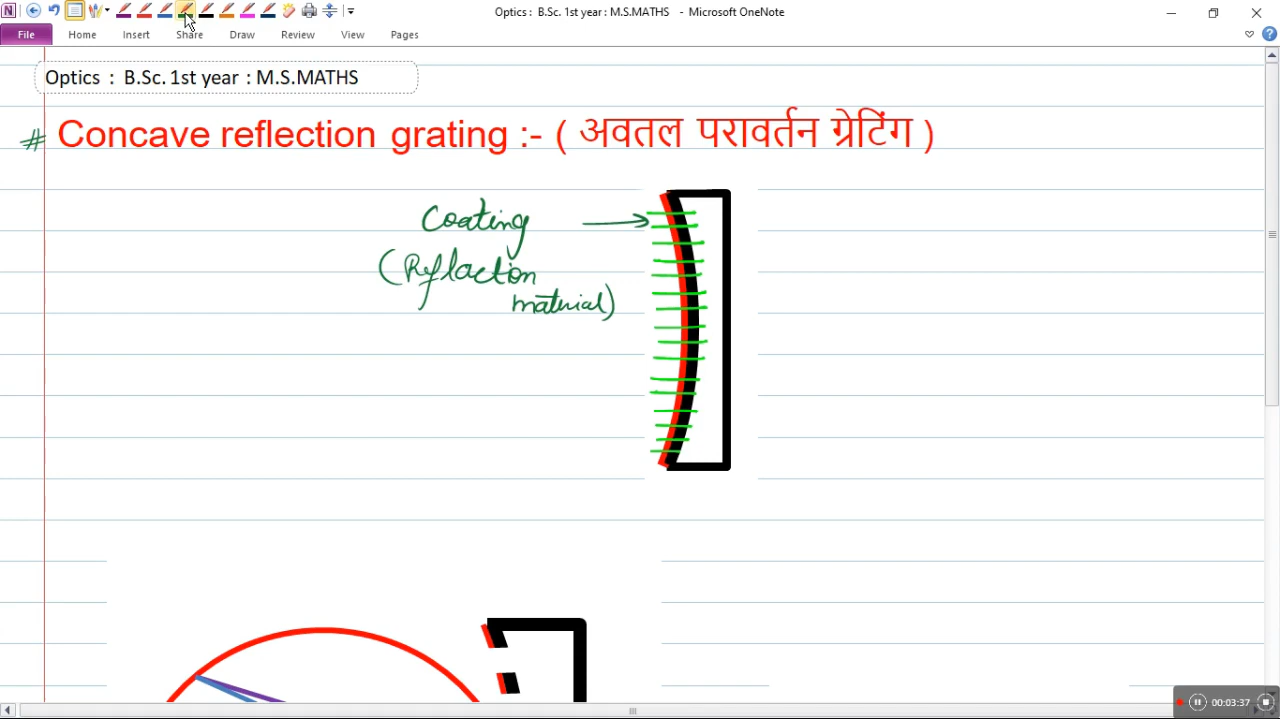 Optics : B.Sc. 1st year : M.S.MATHS - Microsoft OneNote
File Home Insert Share Draw Review View Pages
Optics : B.Sc. 1st year : M.S.MATHS
# Concave reflection grating :- ( अवतल परावर्तन ग्रेटिंग )
Coating
(Reflaction
material)
00:03:37